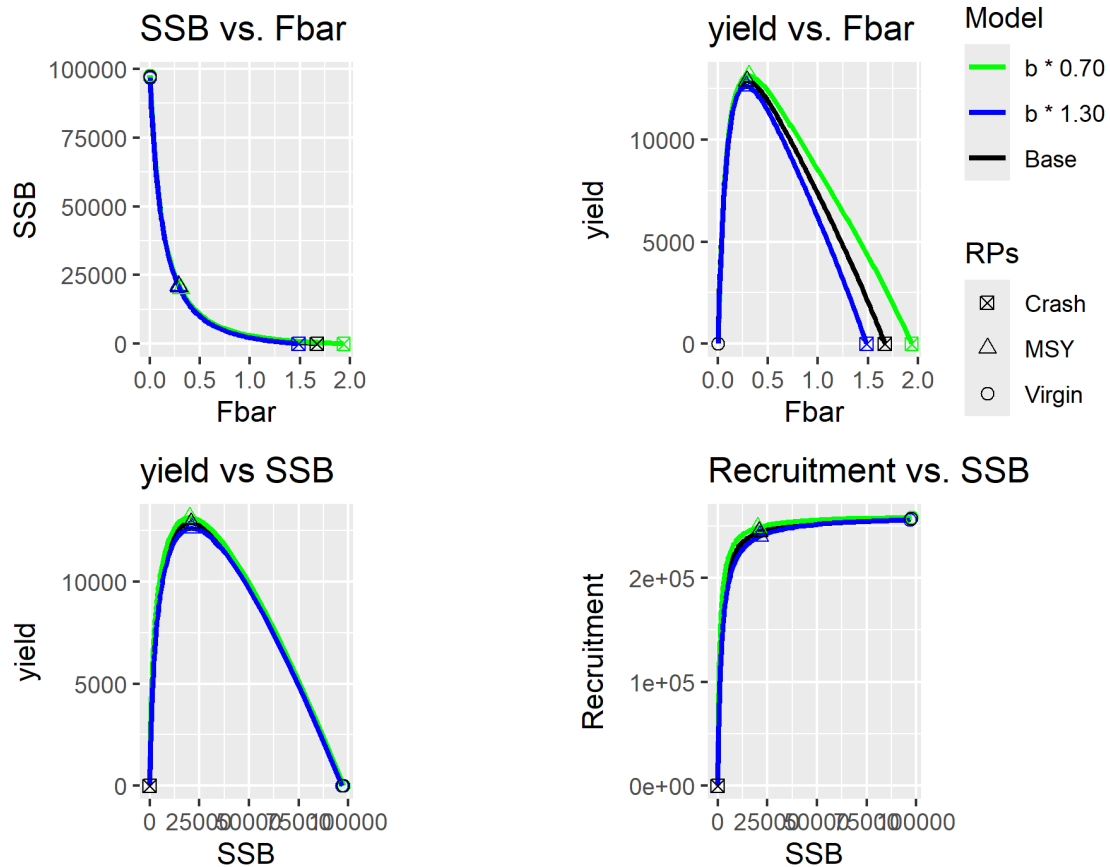 SSB vs. Fbar
100000
75000
50000
25000
0
SSB
0.0 0.5 1.0 1.5 2.0
Fbar
yield vs. Fbar
10000
5000
0
yield
0.0 0.5 1.0 1.5 2.0
Fbar
Model
b * 0.70
b * 1.30
Base
RPs
Crash
MSY
Virgin
yield vs SSB
10000
5000
0
yield
0 25000 50000 75000 100000
SSB
Recruitment vs. SSB
2e+05
1e+05
0e+00
Recruitment
0 25000 50000 75000 100000
SSB